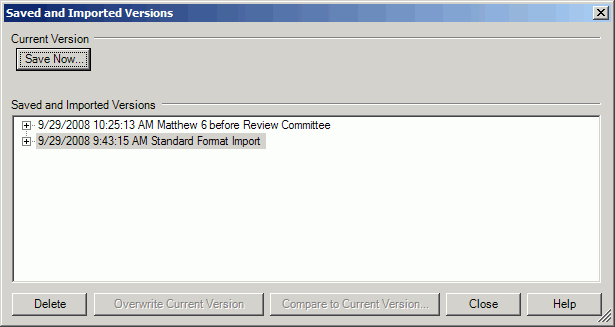 Saved and Imported Versions
Current Version
Save Now...
Saved and Imported Versions
9/29/2008 10:25:13 AM Matthew 6 before Review Committee
9/29/2008 9:43:15 AM Standard Format Import
Delete Overwrite Current Version Compare to Current Version... Close Help